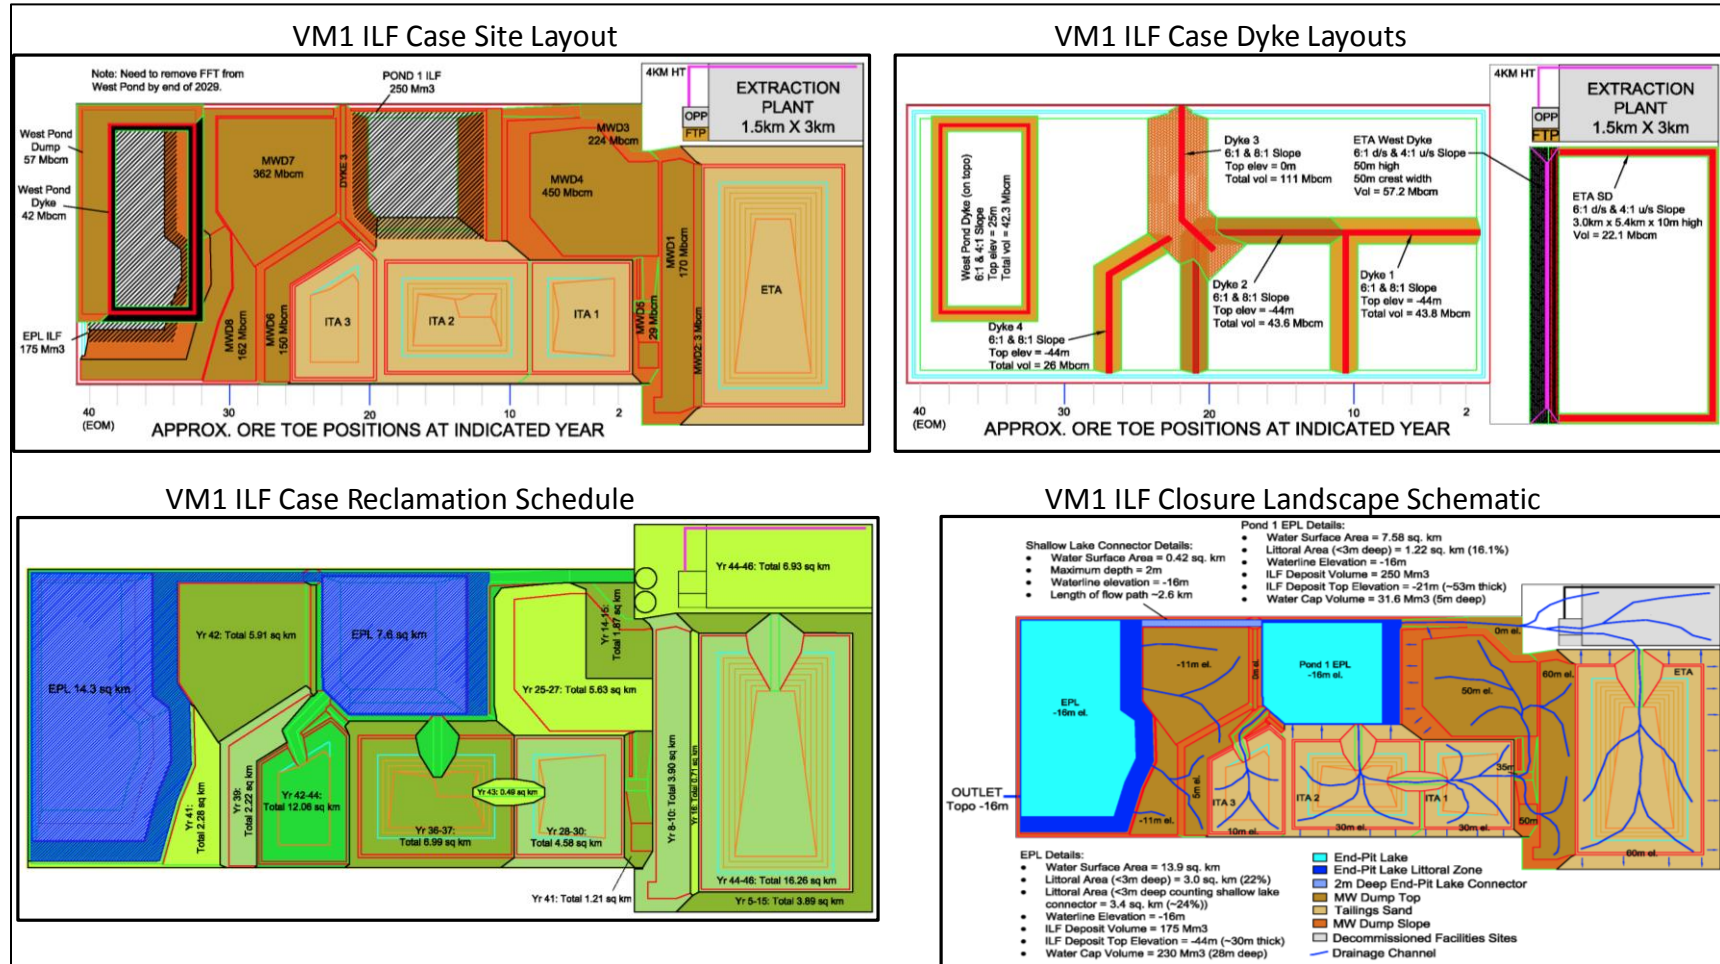 VM1 ILF Case Site Layout
Note: Need to remove FFT from
West Pond by end of 2029.
POND 1 ILF
250 Mm3
4KM HT
EXTRACTION
PLANT
1.5km X 3km
OPP
FTP
West Pond
Dump
57 Mbcm
West Pond
Dyke
42 Mbcm
EPL ILF
175 Mm3
MWD7
362 Mbcm
DYKE 3
MWD3
224 Mbcm
MWD4
450 Mbcm
MWD1
170 Mbcm
MWD8
162 Mbcm
MWD6
150 Mbcm
ITA 3
ITA 2
ITA 1
MWD5
29 Mbcm
MWD2: 3 Mbcm
ETA
40
(EOM)
30
20
10
2
APPROX. ORE TOE POSITIONS AT INDICATED YEAR
VM1 ILF Case Dyke Layouts
4KM HT
EXTRACTION
PLANT
1.5km X 3km
OPP
FTP
West Pond Dyke (on topo)
6:1 & 4:1 Slope
Top elev = 25m
Total vol = 42.3 Mbcm
Dyke 3
6:1 & 8:1 Slope
Top elev = 0m
Total vol = 111 Mbcm
ETA West Dyke
6:1 d/s & 4:1 u/s Slope
50m high
50m crest width
Vol = 57.2 Mbcm
ETA SD
6:1 d/s & 4:1 u/s Slope
3.0km x 5.4km x 10m high
Vol = 22.1 Mbcm
Dyke 2
6:1 & 8:1 Slope
Top elev = -44m
Total vol = 43.6 Mbcm
Dyke 1
6:1 & 8:1 Slope
Top elev = -44m
Total vol = 43.8 Mbcm
Dyke 4
6:1 & 8:1 Slope
Top elev = -44m
Total vol = 26 Mbcm
40
(EOM)
30
20
10
2
APPROX. ORE TOE POSITIONS AT INDICATED YEAR
VM1 ILF Case Reclamation Schedule
Yr 44-46: Total 6.93 sq km
Yr 14-15:
Total 1.87 sq km
Yr 42: Total 5.91 sq km
EPL 7.6 sq km
EPL 14.3 sq km
Yr 25-27: Total 5.63 sq km
Yr 8-10: Total 3.90 sq km
Yr 16: Total 0.71 sq km
Yr 41:
Total 2.28 sq km
Yr 39:
Total 2.22 sq km
Yr 42-44:
Total 12.06 sq km
Yr 43: 0.49 sq km
Yr 36-37:
Total 6.99 sq km
Yr 28-30:
Total 4.58 sq km
Yr 41: Total 1.21 sq km
Yr 44-46: Total 16.26 sq km
Yr 5-15: Total 3.89 sq km
VM1 ILF Closure Landscape Schematic
Shallow Lake Connector Details:
• Water Surface Area = 0.42 sq. km
• Maximum depth = 2m
• Waterline elevation = -16m
• Length of flow path ~2.6 km
Pond 1 EPL Details:
• Water Surface Area = 7.58 sq. km
• Littoral Area (<3m deep) = 1.22 sq. km (16.1%)
• Waterline Elevation = -16m
• ILF Deposit Volume = 250 Mm3
• ILF Deposit Top Elevation = -21m (~53m thick)
• Water Cap Volume = 31.6 Mm3 (5m deep)
0m el.
-11m el.
0m el.
Pond 1 EPL
-16m el.
EPL
-16m el.
50m el.
60m el.
ETA
5m el.
35m
OUTLET
Topo -16m
ITA 3
ITA 2
ITA 1
-11m el.
10m el.
30m el.
30m el.
50m
60m el.
EPL Details:
• Water Surface Area = 13.9 sq. km
• Littoral Area (<3m deep) = 3.0 sq. km (22%)
• Littoral Area (<3m deep counting shallow lake
connector = 3.4 sq. km (~24%))
• Waterline Elevation = -16m
• ILF Deposit Volume = 175 Mm3
• ILF Deposit Top Elevation = -44m (~30m thick)
• Water Cap Volume = 230 Mm3 (28m deep)
End-Pit Lake
End-Pit Lake Littoral Zone
2m Deep End-Pit Lake Connector
MW Dump Top
Tailings Sand
MW Dump Slope
Decommissioned Facilities Sites
Drainage Channel